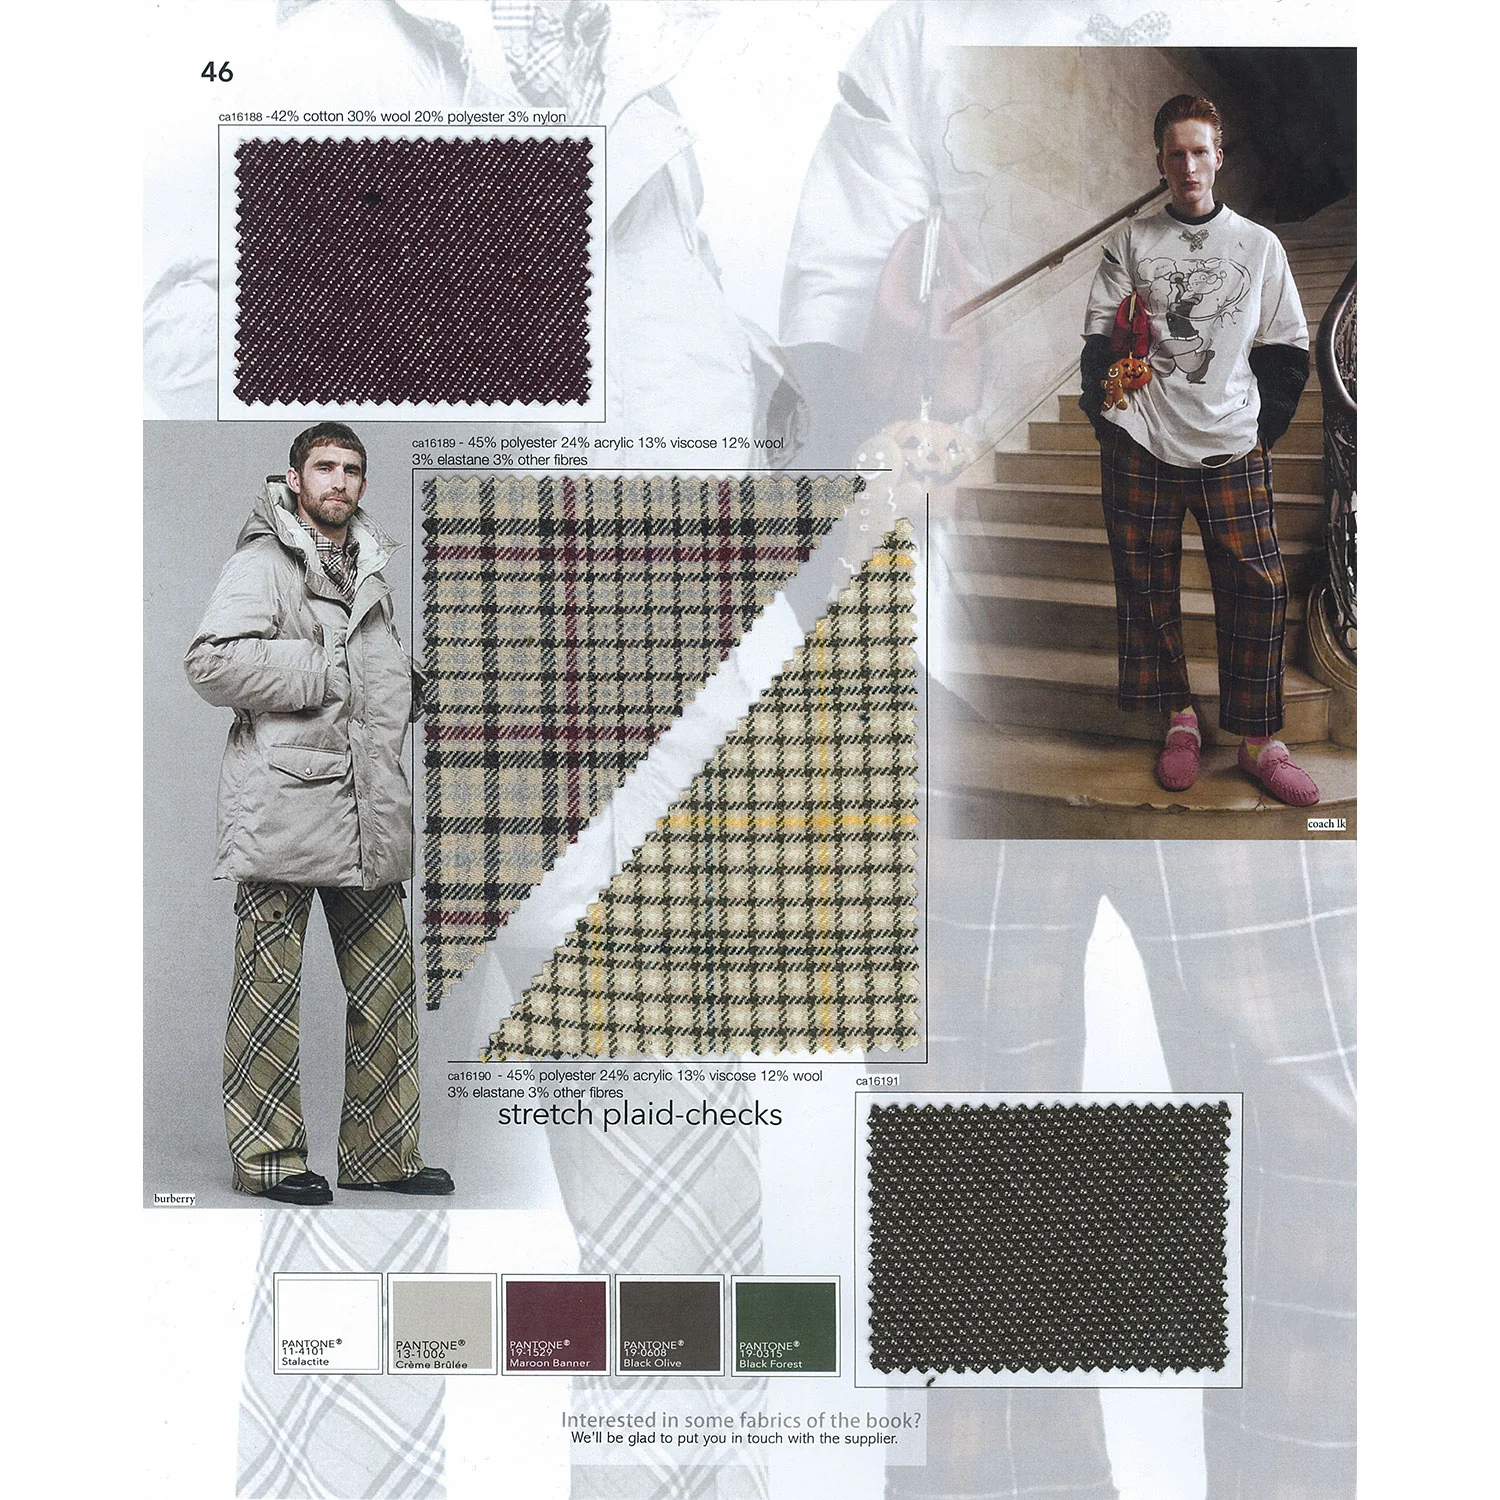 46
ca16188 -42% cotton 30% wool 20% polyester 3% nylon
ca16189 - 45% polyester 24% acrylic 13% viscose 12% wool
3% elastane 3% other fibres
coach lk
ca16190 - 45% polyester 24% acrylic 13% viscose 12% wool
3% elastane 3% other fibres
stretch plaid-checks
ca16191
burberry
PANTONE®
11-4101
Stalactite
PANTONE®
13-1006
Crème Brûlée
PANTONE®
19-1529
Maroon Banner
PANTONE®
19-0608
Black Olive
PANTONE®
19-0315
Black Forest
Interested in some fabrics of the book?
We'll be glad to put you in touch with the supplier.